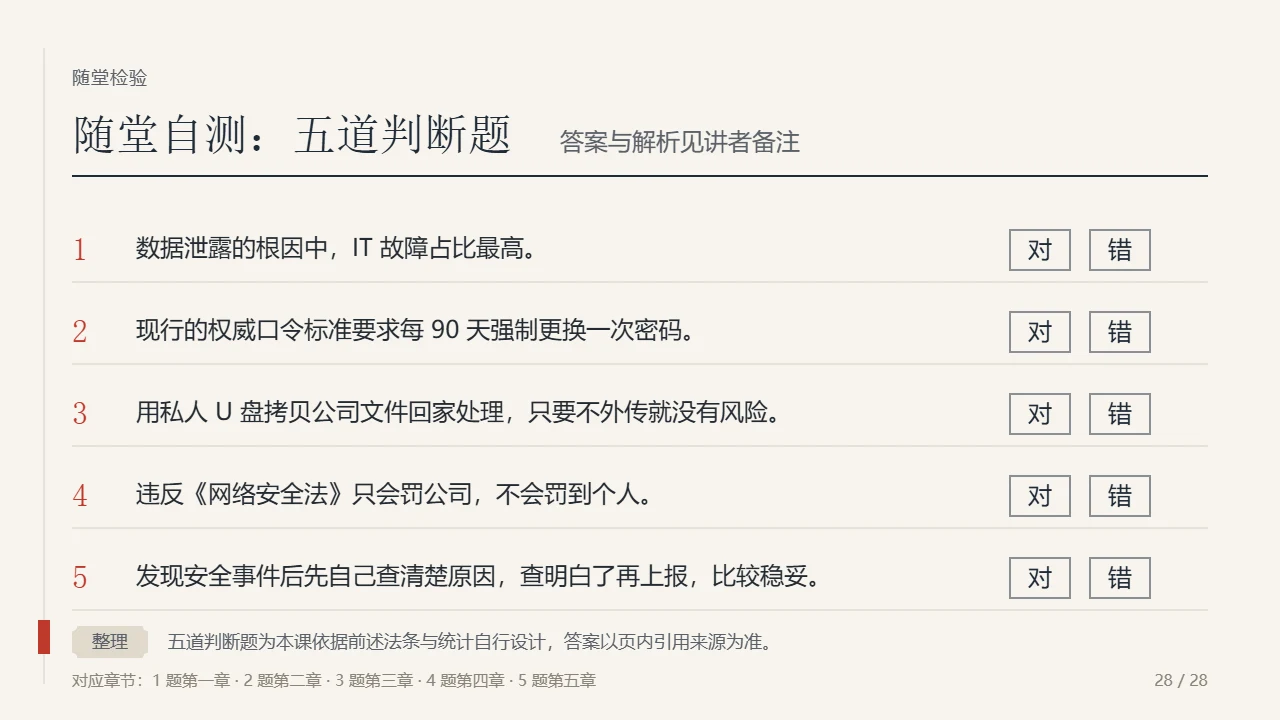 随堂检验
随堂自测：五道判断题 答案与解析见讲者备注
1 数据泄露的根因中，IT 故障占比最高。 对 错
2 现行的权威口令标准要求每 90 天强制更换一次密码。 对 错
3 用私人 U 盘拷贝公司文件回家处理，只要不外传就没有风险。 对 错
4 违反《网络安全法》只会罚公司，不会罚到个人。 对 错
5 发现安全事件后先自己查清楚原因，查明白了再上报，比较稳妥。 对 错
整理 五道判断题为本课依据前述法条与统计自行设计，答案以页内引用来源为准。
对应章节：1 题第一章 · 2 题第二章 · 3 题第三章 · 4 题第四章 · 5 题第五章 28 / 28